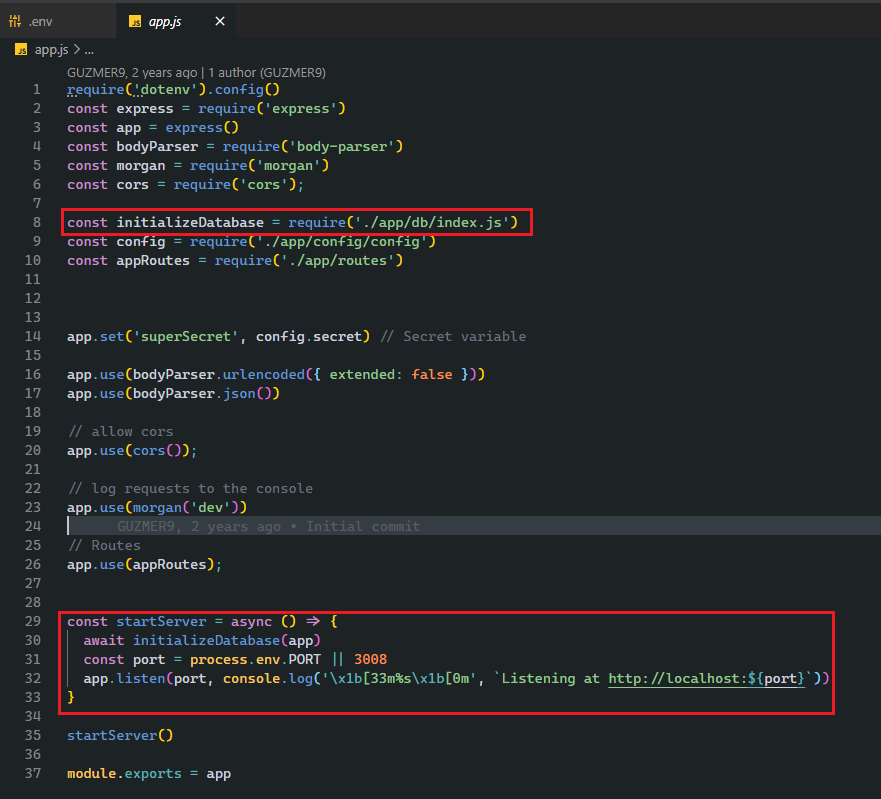 .env
JS app.js ×
JS app.js > ...
GUZMER9, 2 years ago | 1 author (GUZMER9)
1 require('dotenv').config()
2 const express = require('express')
3 const app = express()
4 const bodyParser = require('body-parser')
5 const morgan = require('morgan')
6 const cors = require('cors');
7
8 const initializeDatabase = require('./app/db/index.js')
9 const config = require('./app/config/config')
10 const appRoutes = require('./app/routes')
11
12
13
14 app.set('superSecret', config.secret) // Secret variable
15
16 app.use(bodyParser.urlencoded({ extended: false }))
17 app.use(bodyParser.json())
18
19 // allow cors
20 app.use(cors());
21
22 // log requests to the console
23 app.use(morgan('dev'))
24 GUZMER9, 2 years ago • Initial commit
25 // Routes
26 app.use(appRoutes);
27
28
29 const startServer = async () => {
30 await initializeDatabase(app)
31 const port = process.env.PORT || 3008
32 app.listen(port, console.log('\x1b[33m%s\x1b[0m', `Listening at http://localhost:${port}`))
33 }
34
35 startServer()
36
37 module.exports = app